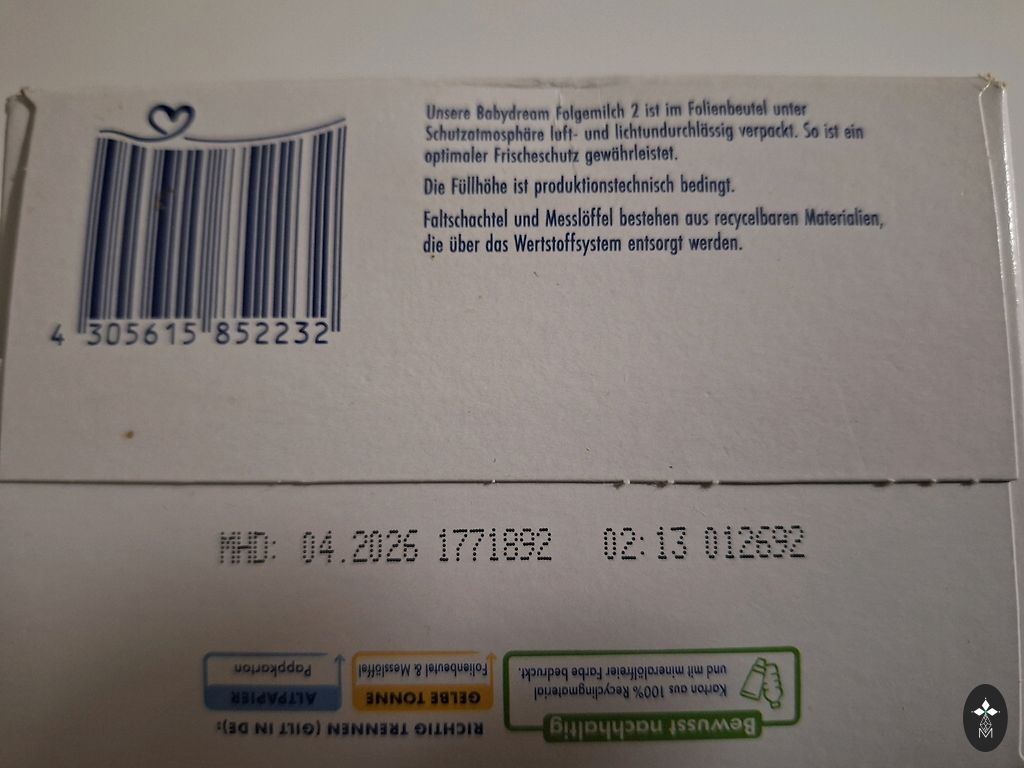 Unsere Babydream Folgemilch 2 ist im Folienbeutel unter
Schutzatmosphäre luft- und lichtundurchlässig verpackt. So ist ein
optimaler Frischeschutz gewährleistet.
Die Füllhöhe ist produktionstechnisch bedingt.
Faltschachtel und Messlöffel bestehen aus recycelbaren Materialien,
die über das Wertstoffsystem entsorgt werden.
4 305615 852232
MHD: 04.2026 1771892 02:13 012692
Bewusst nachhaltig
Karton aus 100% Recyclingmaterial
und mineralölfreier Farbe bedruckt.
RICHTIG TRENNEN (GILT IN DE):
GELBE TONNE
Folienbeutel & Messlöffel
ALTPAPIER
Pappkarton
M